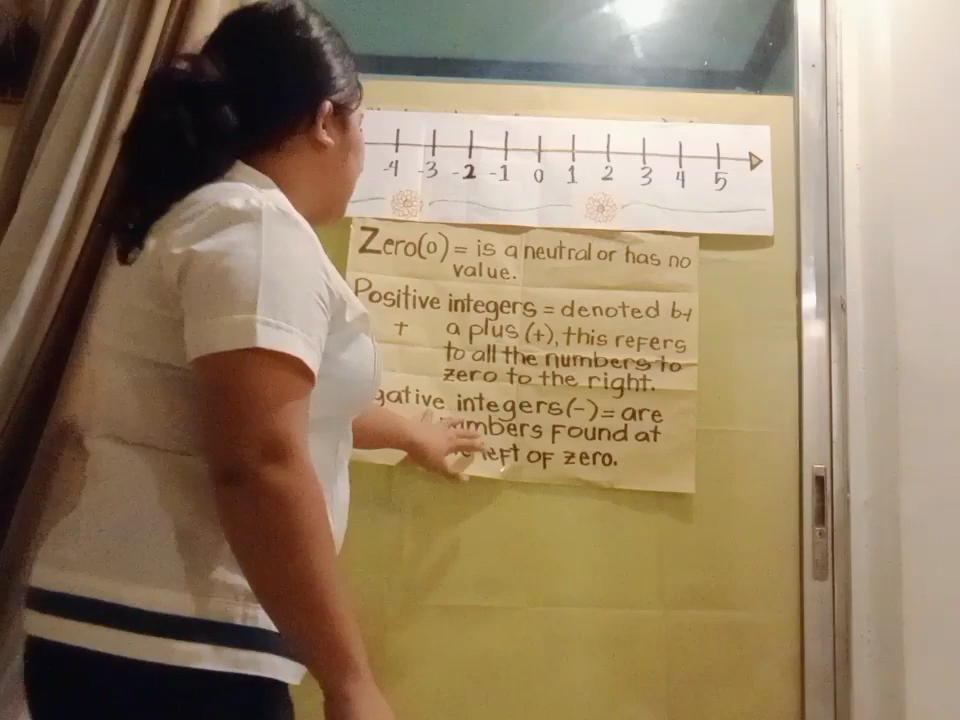 -4 -3 -2 -1 0 1 2 3 4 5
Zero(0) = is a neutral or has no
value.
Positive integers = denoted by
+ a plus (+), this refers
to all the numbers to
zero to the right.
gative integers (-) = are
numbers found at
left of zero.